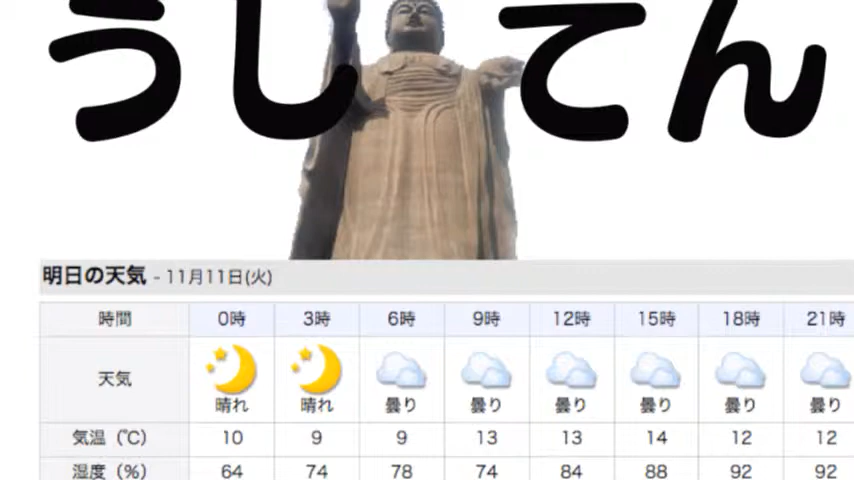 うし てん
明日の天気 - 11月11日(火)
時間 0時 3時 6時 9時 12時 15時 18時 21時
天気 晴れ 晴れ 曇り 曇り 曇り 曇り 曇り 曇り
気温（℃） 10 9 9 13 13 14 12 12
湿度（%） 64 74 78 74 84 88 92 92